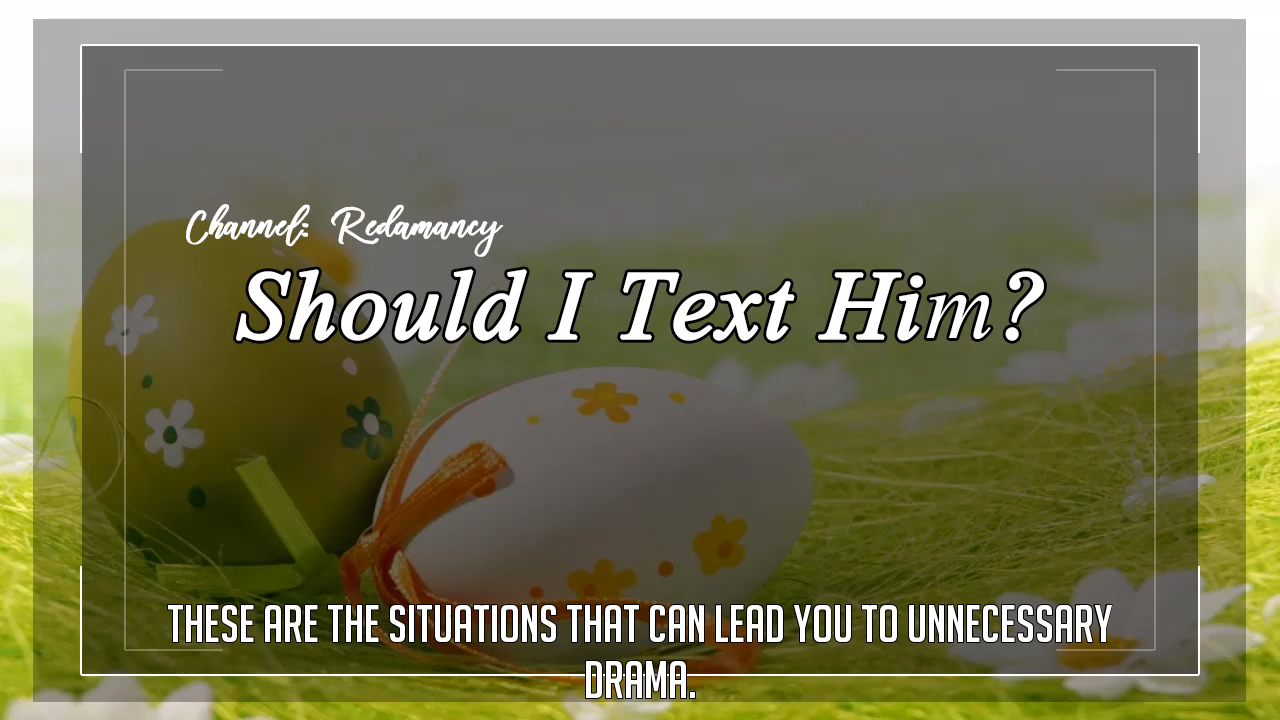 Channel: Redamancy
Should I Text Him?
THESE ARE THE SITUATIONS THAT CAN LEAD YOU TO UNNECESSARY
DRAMA.